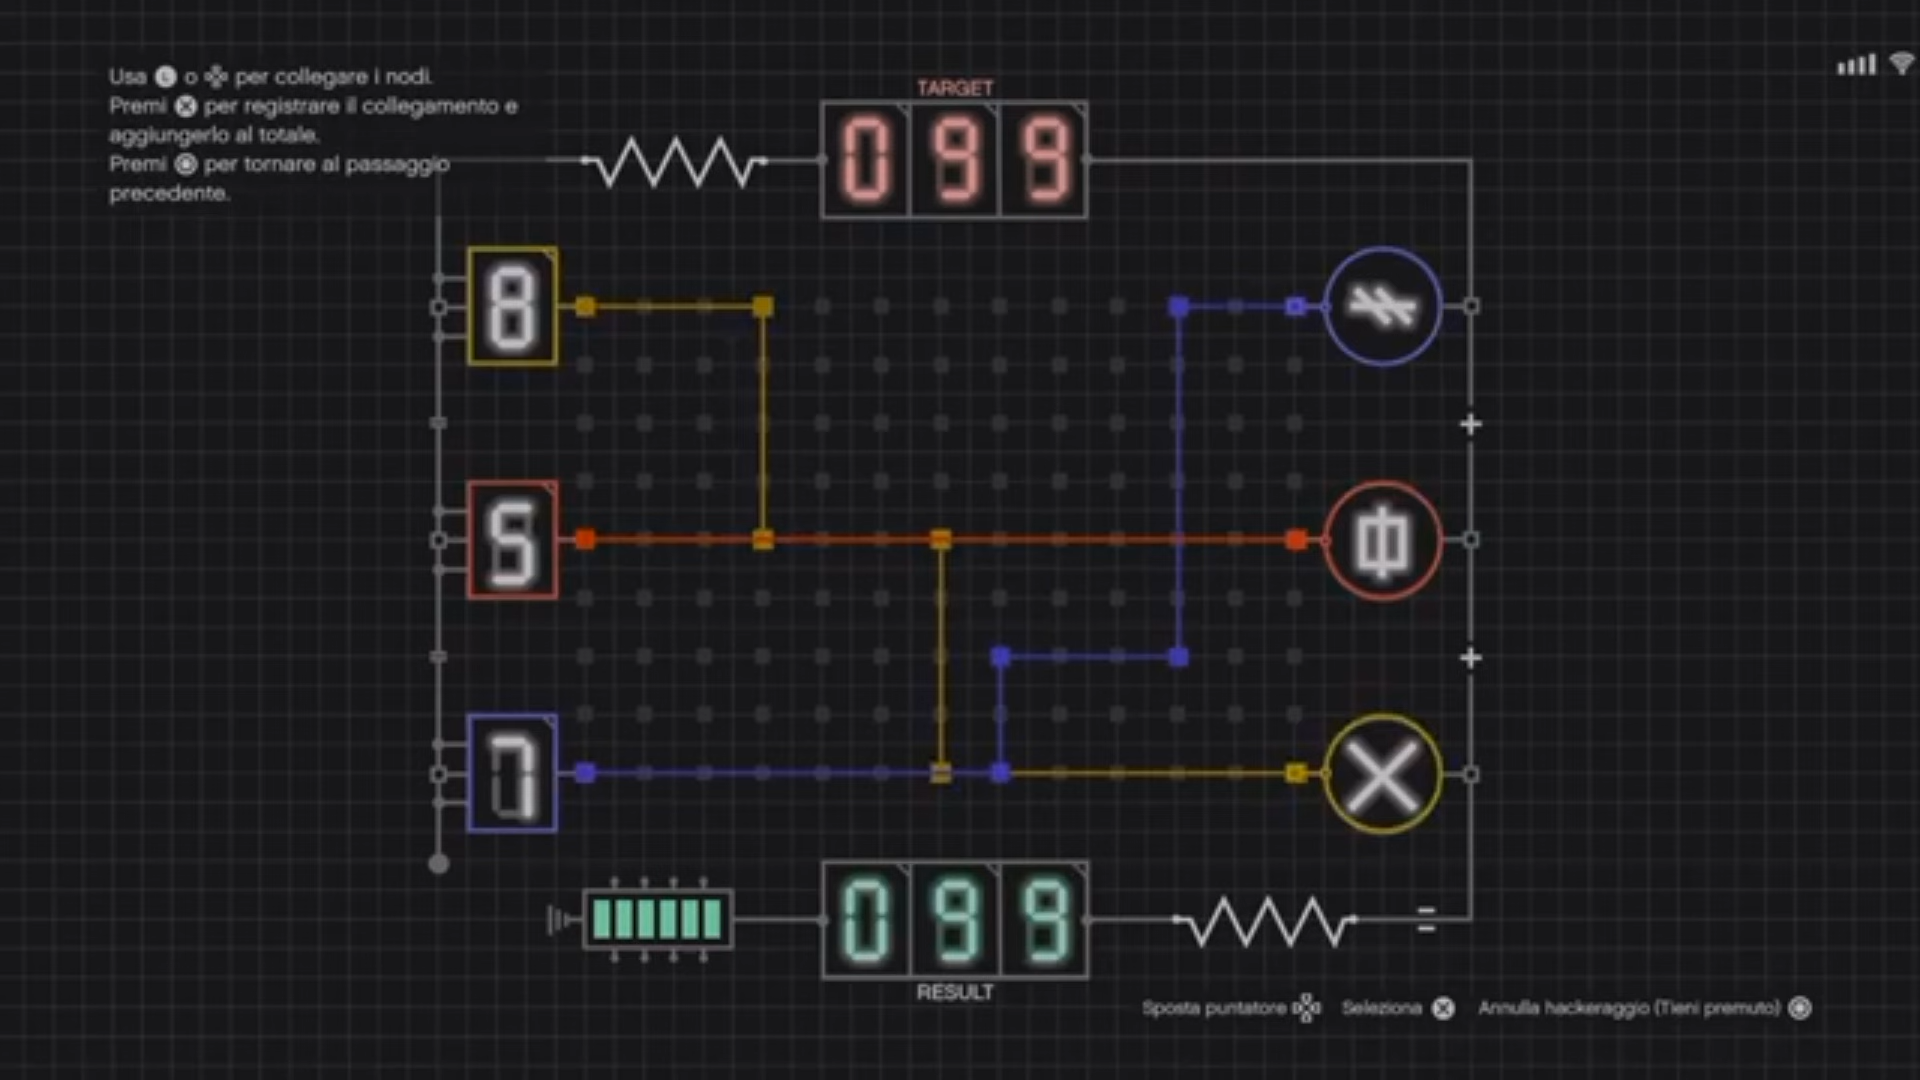 Usa L o per collegare i nodi.
Premi per registrare il collegamento e
aggiungerlo al totale.
Premi per tornare al passaggio
precedente.
TARGET
099
8
5
7
099
RESULT
=
Sposta puntatore Seleziona Annulla hackeraggio (Tieni premuto)